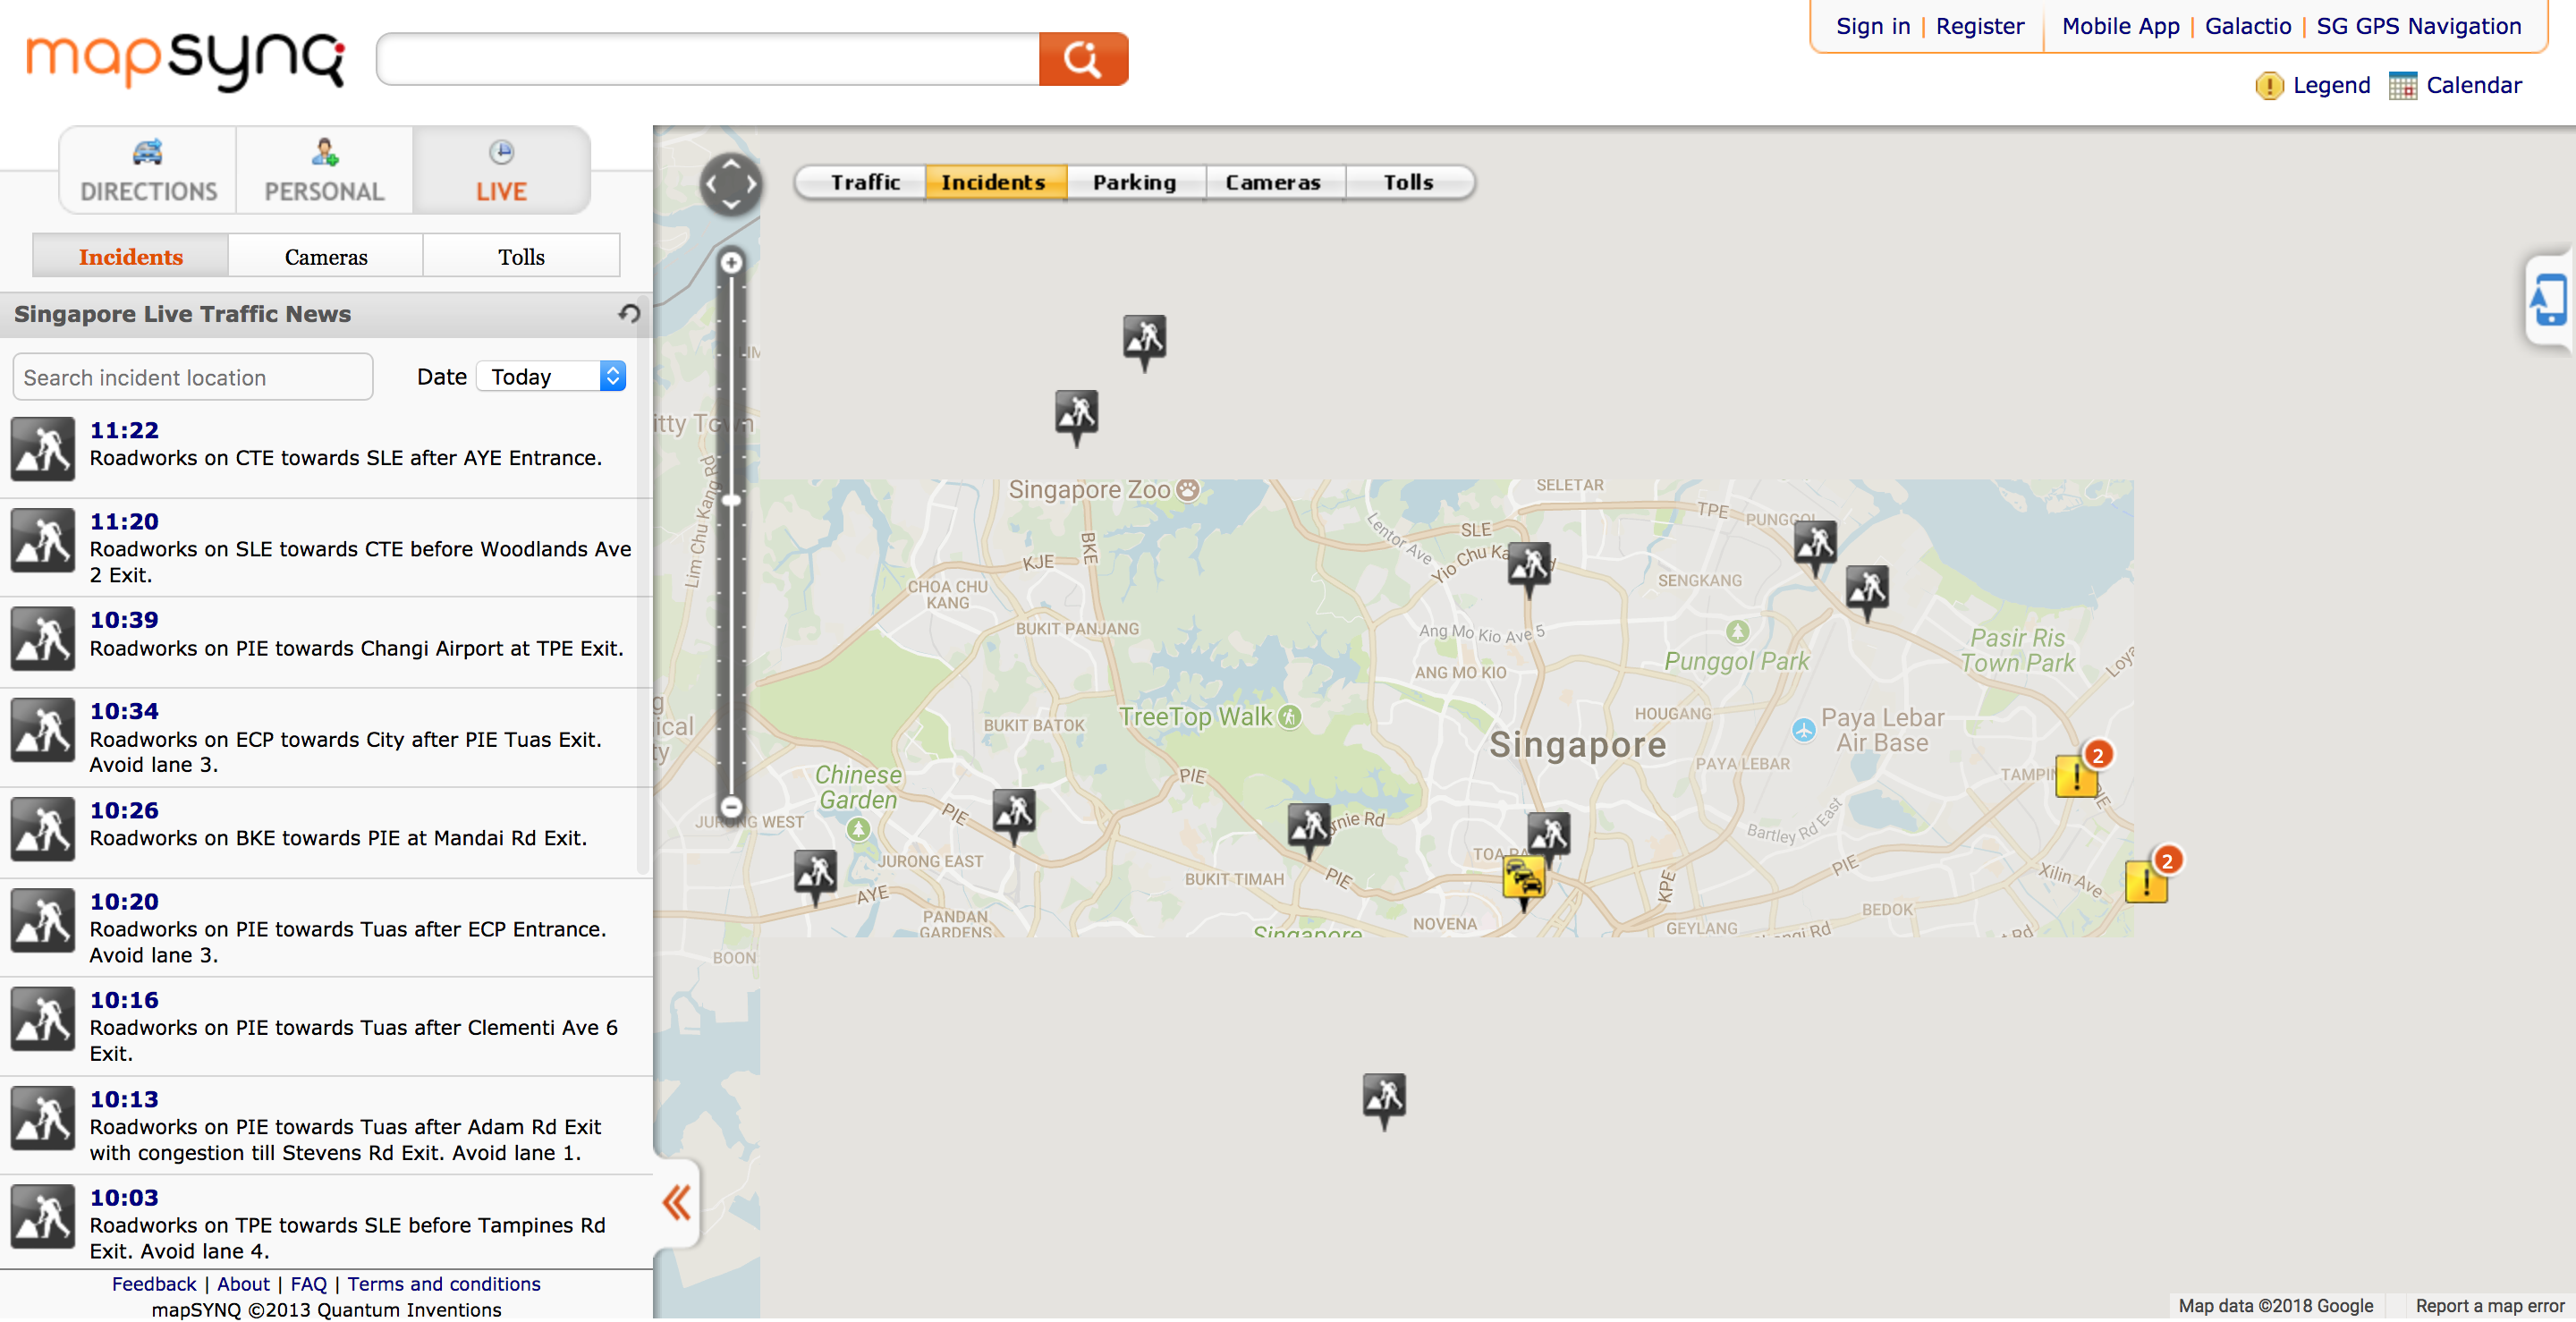 mapsynq
Sign in | Register
Mobile App | Galactio | SG GPS Navigation
Legend
Calendar
DIRECTIONS
PERSONAL
LIVE
Incidents
Cameras
Tolls
Singapore Live Traffic News
Search incident location
Date
Today
11:22
Roadworks on CTE towards SLE after AYE Entrance.
11:20
Roadworks on SLE towards CTE before Woodlands Ave
2 Exit.
10:39
Roadworks on PIE towards Changi Airport at TPE Exit.
10:34
Roadworks on ECP towards City after PIE Tuas Exit.
Avoid lane 3.
10:26
Roadworks on BKE towards PIE at Mandai Rd Exit.
10:20
Roadworks on PIE towards Tuas after ECP Entrance.
Avoid lane 3.
10:16
Roadworks on PIE towards Tuas after Clementi Ave 6
Exit.
10:13
Roadworks on PIE towards Tuas after Adam Rd Exit
with congestion till Stevens Rd Exit. Avoid lane 1.
10:03
Roadworks on TPE towards SLE before Tampines Rd
Exit. Avoid lane 4.
Feedback | About | FAQ | Terms and conditions
mapSYNQ ©2013 Quantum Inventions
Traffic
Incidents
Parking
Cameras
Tolls
Lim Chu Kang Rd
Singapore Zoo
SELETAR
TPE
SLE
Lentor Ave
Yio Chu
BKE
KJE
CHOA CHU
KANG
SENGKANG
BUKIT PANJANG
Ang Mo Kio Ave 5
ANG MO KIO
Punggol Park
Pasir Ris
Town Park
TreeTop Walk
BUKIT BATOK
HOUGANG
Paya Lebar
Air Base
Singapore
PAYA LEBAR
2
PIE
Chinese
Garden
PIE
PIE
JURONG WEST
Bartley Rd East
JURONG EAST
PIE
2
AYE
BUKIT TIMAH
PIE
KPE
Xilin Ave
PANDAN
GARDENS
NOVENA
GEYLANG
BEDOK
Rd
Rd
Singapore
BOON
Map data ©2018 Google
Report a map error